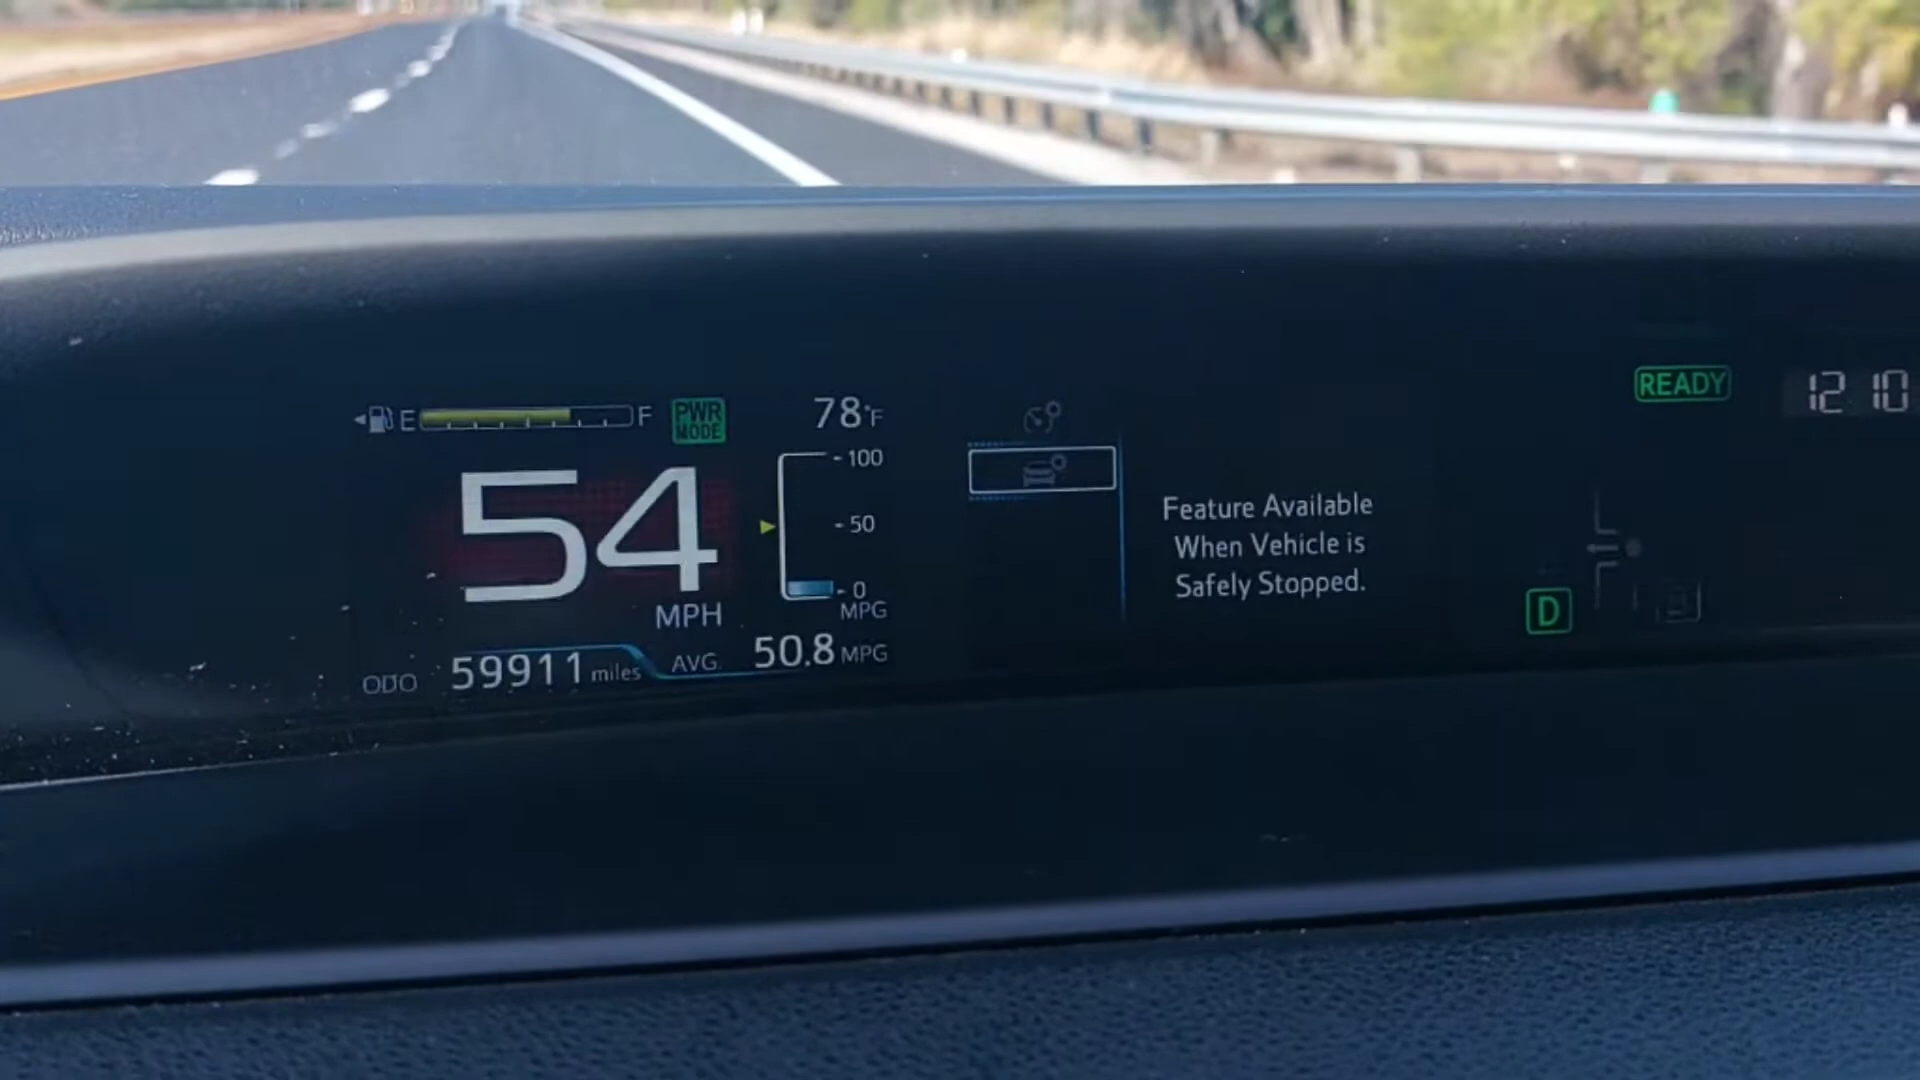 E F
PWR
MODE
78°F
READY
12 10
54
MPH
- 100
- 50
- 0
MPG
Feature Available
When Vehicle is
Safely Stopped.
D
ODO 59911 miles AVG. 50.8 MPG